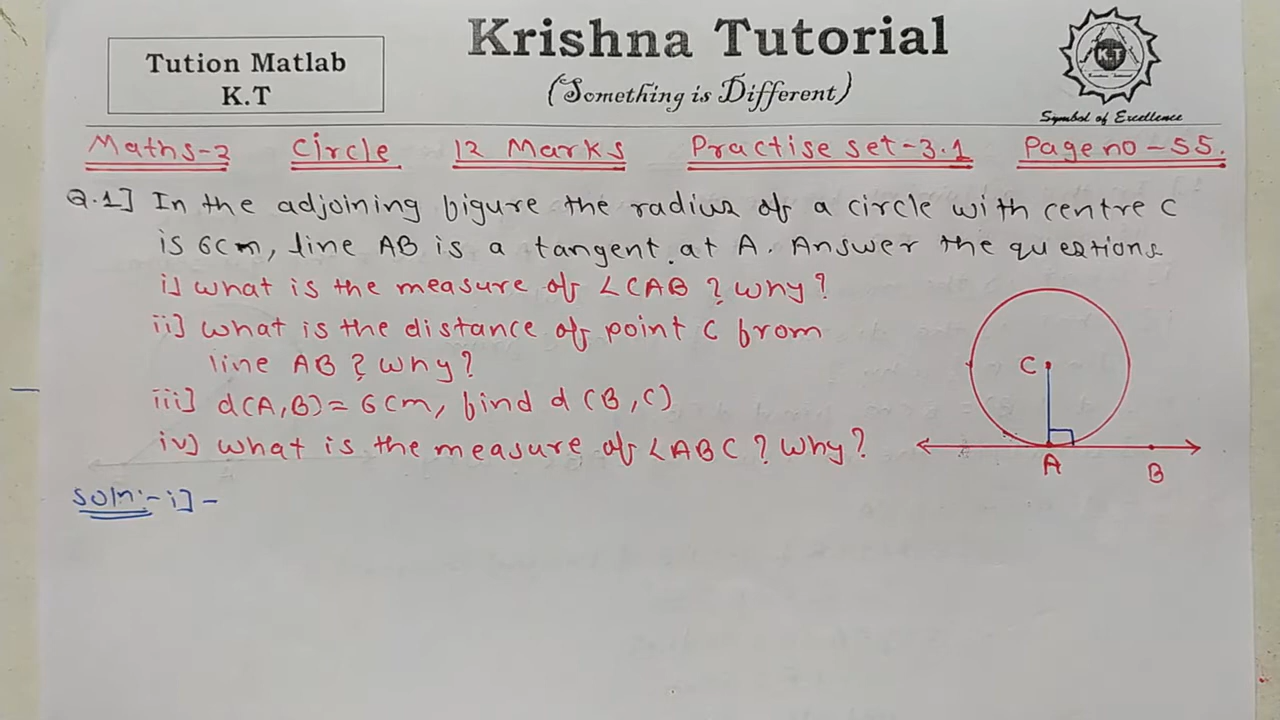 Tution Matlab
K.T
Krishna Tutorial
(Something is Different)
K.T
Symbol of Excellence
Maths-2 Circle 12 Marks Practise set-3.1 Page no-55.
Q.1] In the adjoining figure the radius of a circle with centre C
is 6cm, line AB is a tangent at A. Answer the questions.
i] what is the measure of ∠CAB ? why?
ii] what is the distance of point C from
line AB ? why?
iii] d(A,B)= 6cm, find d (B,C)
iv) what is the measure of ∠ABC ? why?
C
A
B
Soln:- i] -